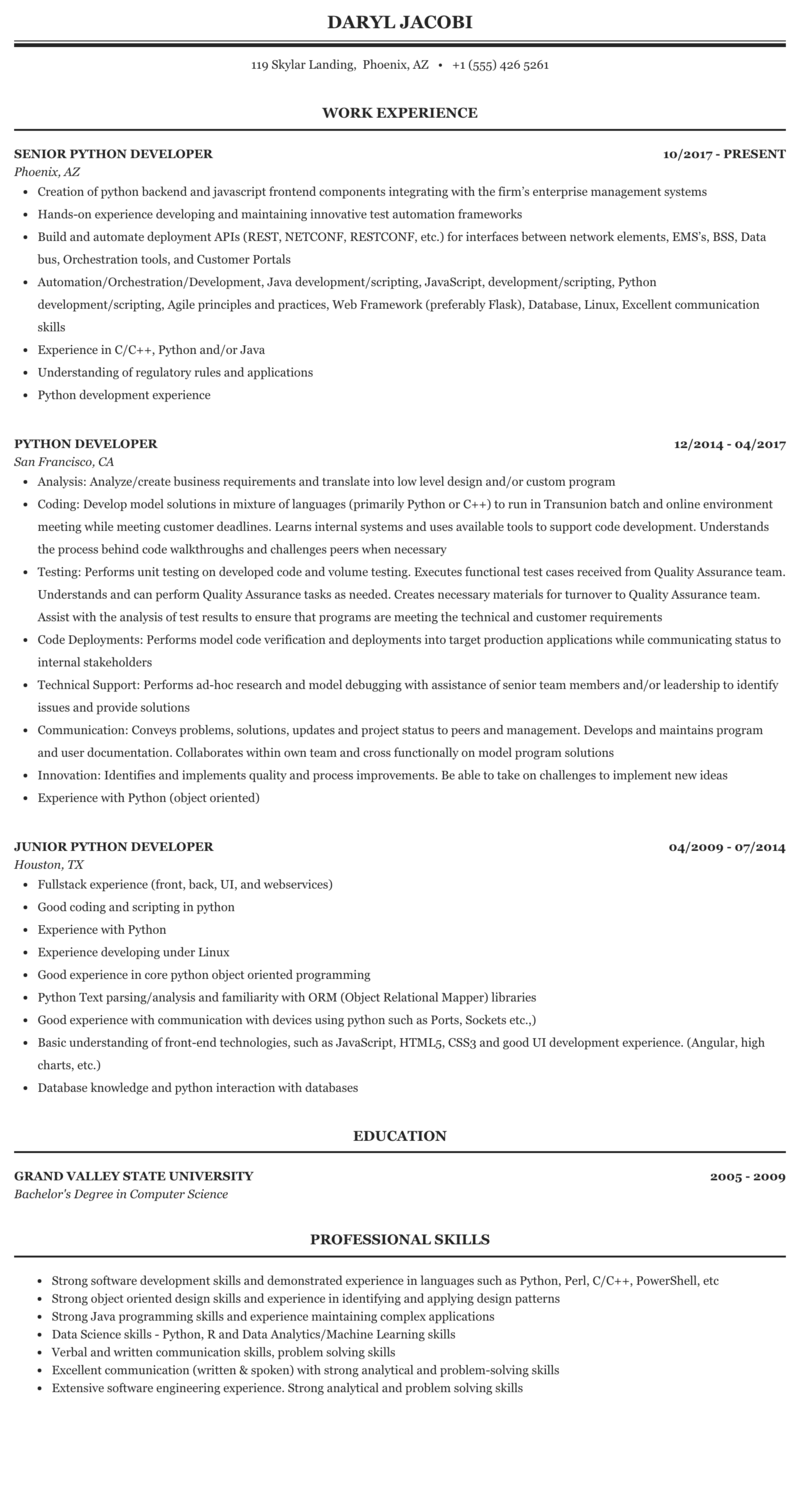 DARYL JACOBI
119 Skylar Landing,  Phoenix, AZ  •  +1 (555) 426 5261
WORK EXPERIENCE
SENIOR PYTHON DEVELOPER 10/2017 - PRESENT
Phoenix, AZ
• Creation of python backend and javascript frontend components integrating with the firm's enterprise management systems
• Hands-on experience developing and maintaining innovative test automation frameworks
• Build and automate deployment APIs (REST, NETCONF, RESTCONF, etc.) for interfaces between network elements, EMS's, BSS, Data
bus, Orchestration tools, and Customer Portals
• Automation/Orchestration/Development, Java development/scripting, JavaScript, development/scripting, Python
development/scripting, Agile principles and practices, Web Framework (preferably Flask), Database, Linux, Excellent communication
skills
• Experience in C/C++, Python and/or Java
• Understanding of regulatory rules and applications
• Python development experience
PYTHON DEVELOPER 12/2014 - 04/2017
San Francisco, CA
• Analysis: Analyze/create business requirements and translate into low level design and/or custom program
• Coding: Develop model solutions in mixture of languages (primarily Python or C++) to run in Transunion batch and online environment
meeting while meeting customer deadlines. Learns internal systems and uses available tools to support code development. Understands
the process behind code walkthroughs and challenges peers when necessary
• Testing: Performs unit testing on developed code and volume testing. Executes functional test cases received from Quality Assurance team.
Understands and can perform Quality Assurance tasks as needed. Creates necessary materials for turnover to Quality Assurance team.
Assist with the analysis of test results to ensure that programs are meeting the technical and customer requirements
• Code Deployments: Performs model code verification and deployments into target production applications while communicating status to
internal stakeholders
• Technical Support: Performs ad-hoc research and model debugging with assistance of senior team members and/or leadership to identify
issues and provide solutions
• Communication: Conveys problems, solutions, updates and project status to peers and management. Develops and maintains program
and user documentation. Collaborates within own team and cross functionally on model program solutions
• Innovation: Identifies and implements quality and process improvements. Be able to take on challenges to implement new ideas
• Experience with Python (object oriented)
JUNIOR PYTHON DEVELOPER 04/2009 - 07/2014
Houston, TX
• Fullstack experience (front, back, UI, and webservices)
• Good coding and scripting in python
• Experience with Python
• Experience developing under Linux
• Good experience in core python object oriented programming
• Python Text parsing/analysis and familiarity with ORM (Object Relational Mapper) libraries
• Good experience with communication with devices using python such as Ports, Sockets etc.,)
• Basic understanding of front-end technologies, such as JavaScript, HTML5, CSS3 and good UI development experience. (Angular, high
charts, etc.)
• Database knowledge and python interaction with databases
EDUCATION
GRAND VALLEY STATE UNIVERSITY 2005 - 2009
Bachelor's Degree in Computer Science
PROFESSIONAL SKILLS
• Strong software development skills and demonstrated experience in languages such as Python, Perl, C/C++, PowerShell, etc
• Strong object oriented design skills and experience in identifying and applying design patterns
• Strong Java programming skills and experience maintaining complex applications
• Data Science skills - Python, R and Data Analytics/Machine Learning skills
• Verbal and written communication skills, problem solving skills
• Excellent communication (written & spoken) with strong analytical and problem-solving skills
• Extensive software engineering experience. Strong analytical and problem solving skills